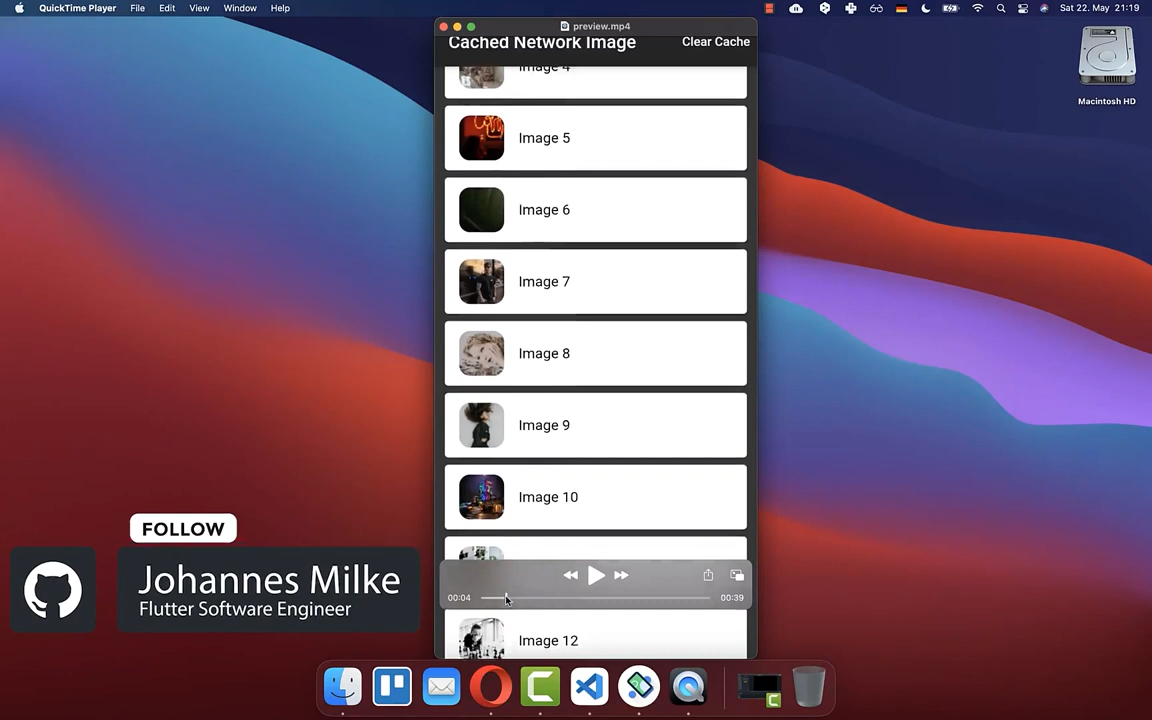 QuickTime Player File Edit View Window Help
Sat 22. May 21:19
preview.mp4
Cached Network Image Clear Cache
Image 4
Image 5
Image 6
Image 7
Image 8
Image 9
Image 10
00:04 00:39
Image 12
Macintosh HD
FOLLOW
Johannes Milke
Flutter Software Engineer